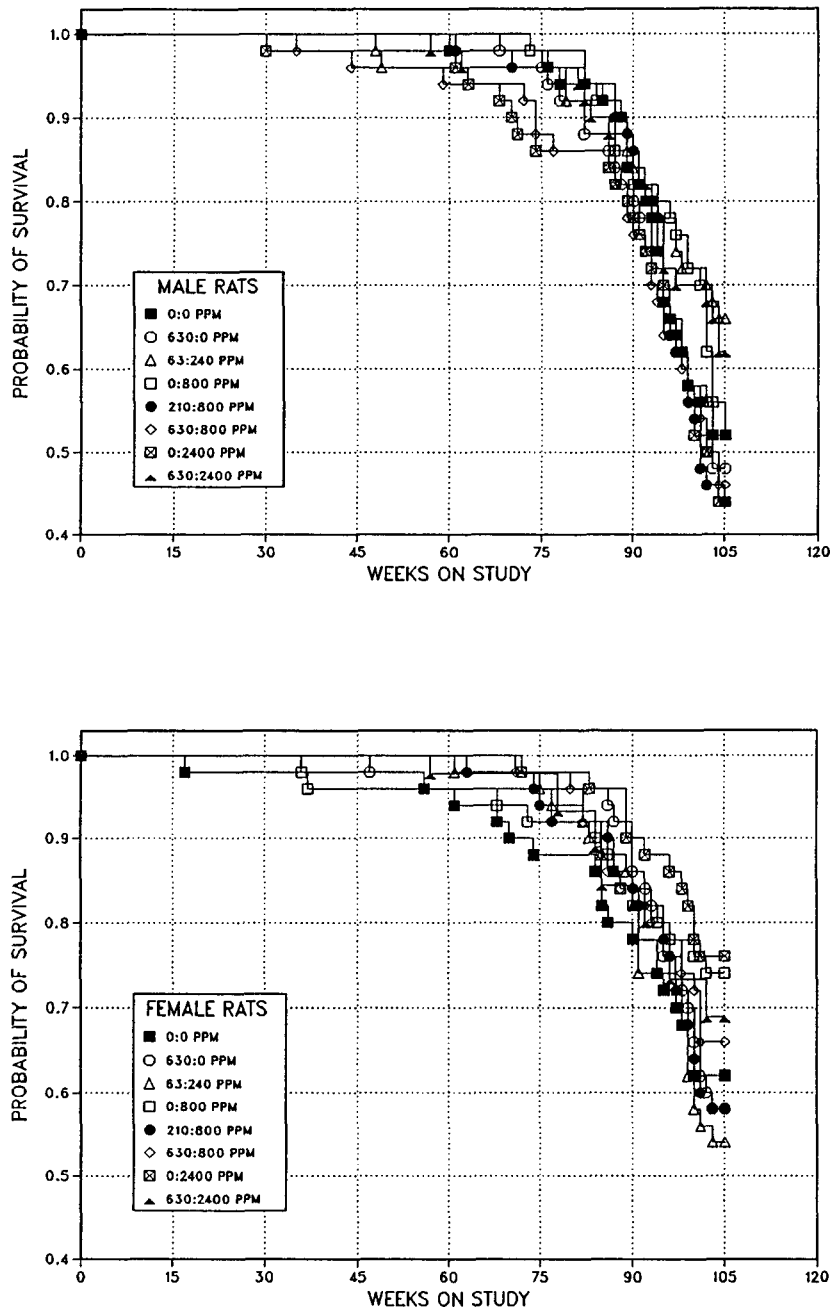 PROBABILITY OF SURVIVAL
1.0
0.9
0.8
0.7
0.6
0.5
0.4
MALE RATS
0:0 PPM
630:0 PPM
63:240 PPM
0:800 PPM
210:800 PPM
630:800 PPM
0:2400 PPM
630:2400 PPM
0 15 30 45 60 75 90 105 120
WEEKS ON STUDY
PROBABILITY OF SURVIVAL
1.0
0.9
0.8
0.7
0.6
0.5
0.4
FEMALE RATS
0:0 PPM
630:0 PPM
63:240 PPM
0:800 PPM
210:800 PPM
630:800 PPM
0:2400 PPM
630:2400 PPM
0 15 30 45 60 75 90 105 120
WEEKS ON STUDY